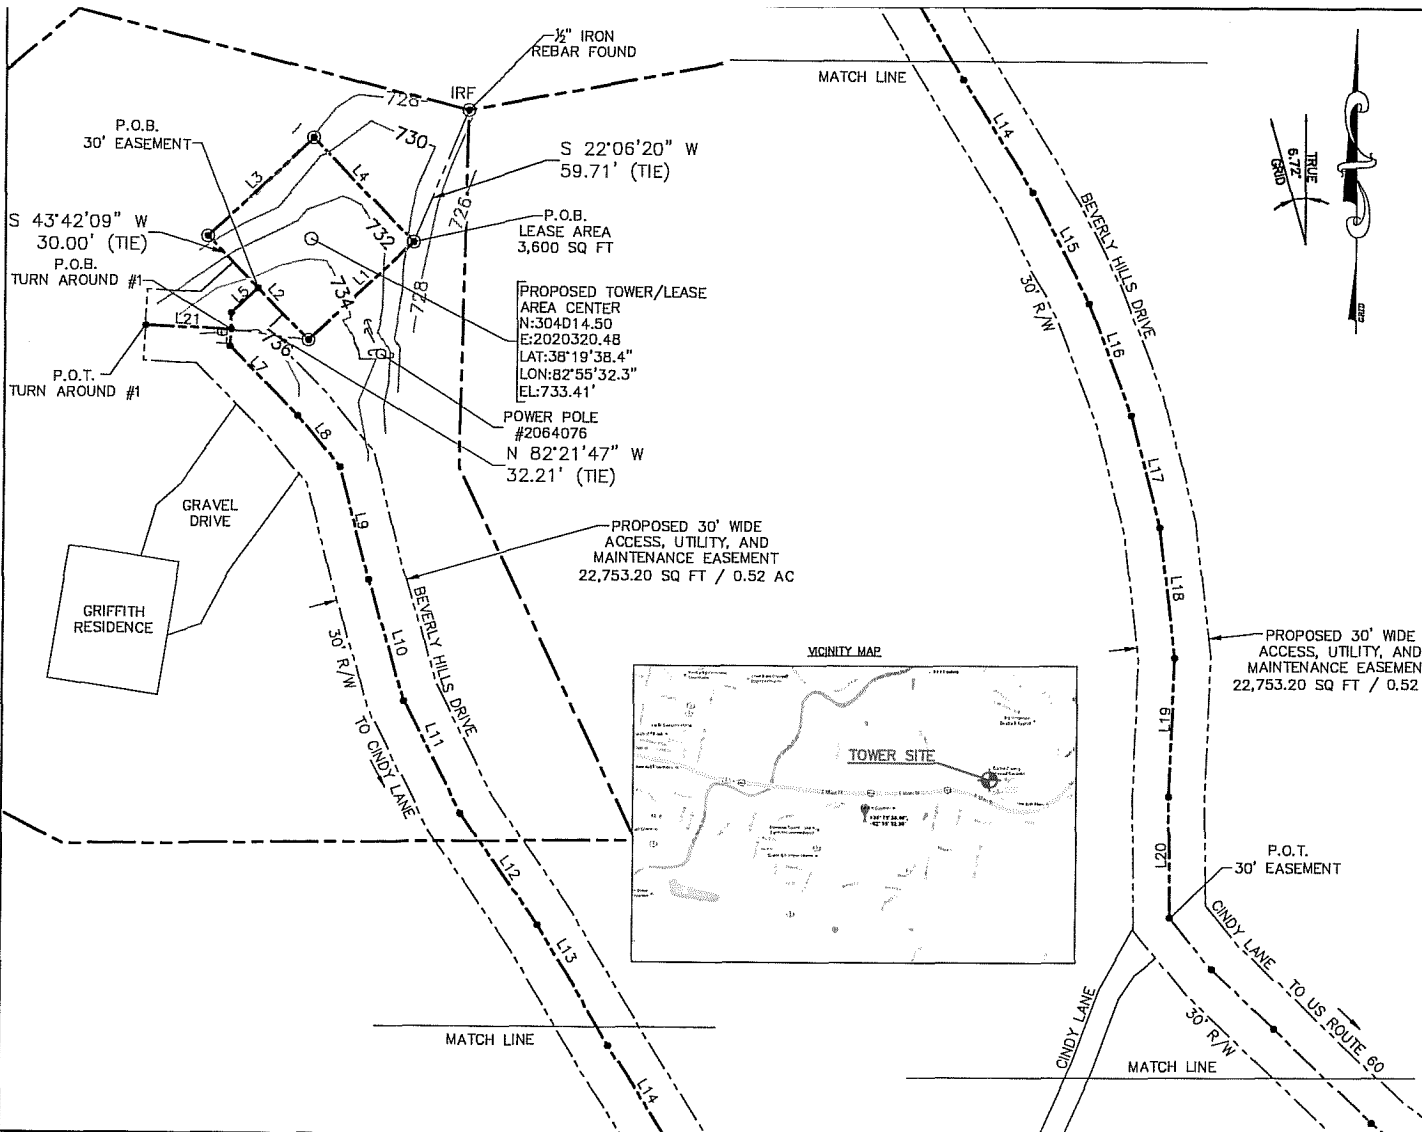 ½" IRON
REBAR FOUND
IRF
728
730
P.O.B.
30' EASEMENT
S 22°06'20" W
59.71' (TIE)
L3
L4
726
732
S 43°42'09" W
30.00' (TIE)
P.O.B.
LEASE AREA
3,600 SQ FT
P.O.B.
TURN AROUND #1
L1
L5
L2
734
728
L21
736
PROPOSED TOWER/LEASE
AREA CENTER
N:304014.50
E:2020320.48
LAT:38°19'38.4"
LON:82°55'32.3"
EL:733.41'
P.O.T.
TURN AROUND #1
L7
POWER POLE
#2064076
N 82°21'47" W
32.21' (TIE)
L8
GRAVEL
DRIVE
L9
PROPOSED 30' WIDE
ACCESS, UTILITY, AND
MAINTENANCE EASEMENT
22,753.20 SQ FT / 0.52 AC
GRIFFITH
RESIDENCE
BEVERLY HILLS DRIVE
30' R/W
L10
TO CINDY LANE
L11
L12
L13
MATCH LINE
L14
VICINITY MAP
TOWER SITE
MATCH LINE
L14
L15
BEVERLY HILLS DRIVE
30' R/W
L16
L17
L18
L19
L20
PROPOSED 30' WIDE
ACCESS, UTILITY, AND
MAINTENANCE EASEMEN
22,753.20 SQ FT / 0.52
P.O.T.
30' EASEMENT
CINDY LANE
TO US ROUTE 60
30' R/W
CINDY LANE
MATCH LINE
TRUE
6.72°
GRID
GRID